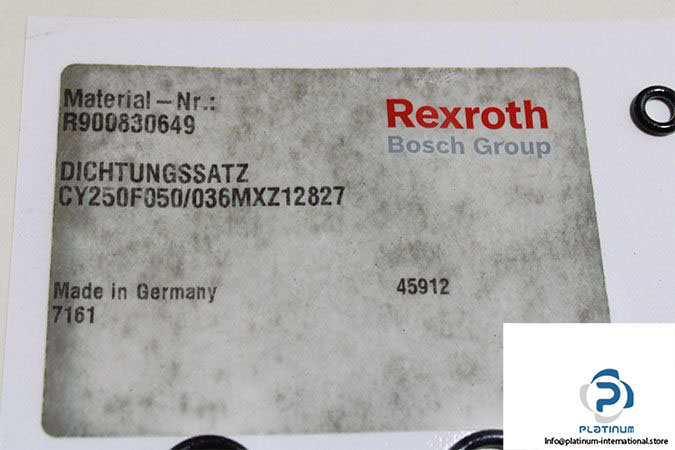 Material-Nr.:
R900830649
Rexroth
Bosch Group
DICHTUNGSSATZ
CY250F050/036MXZ12827
Made in Germany
45912
7161
PLATINUM
Info@platinum-international.store